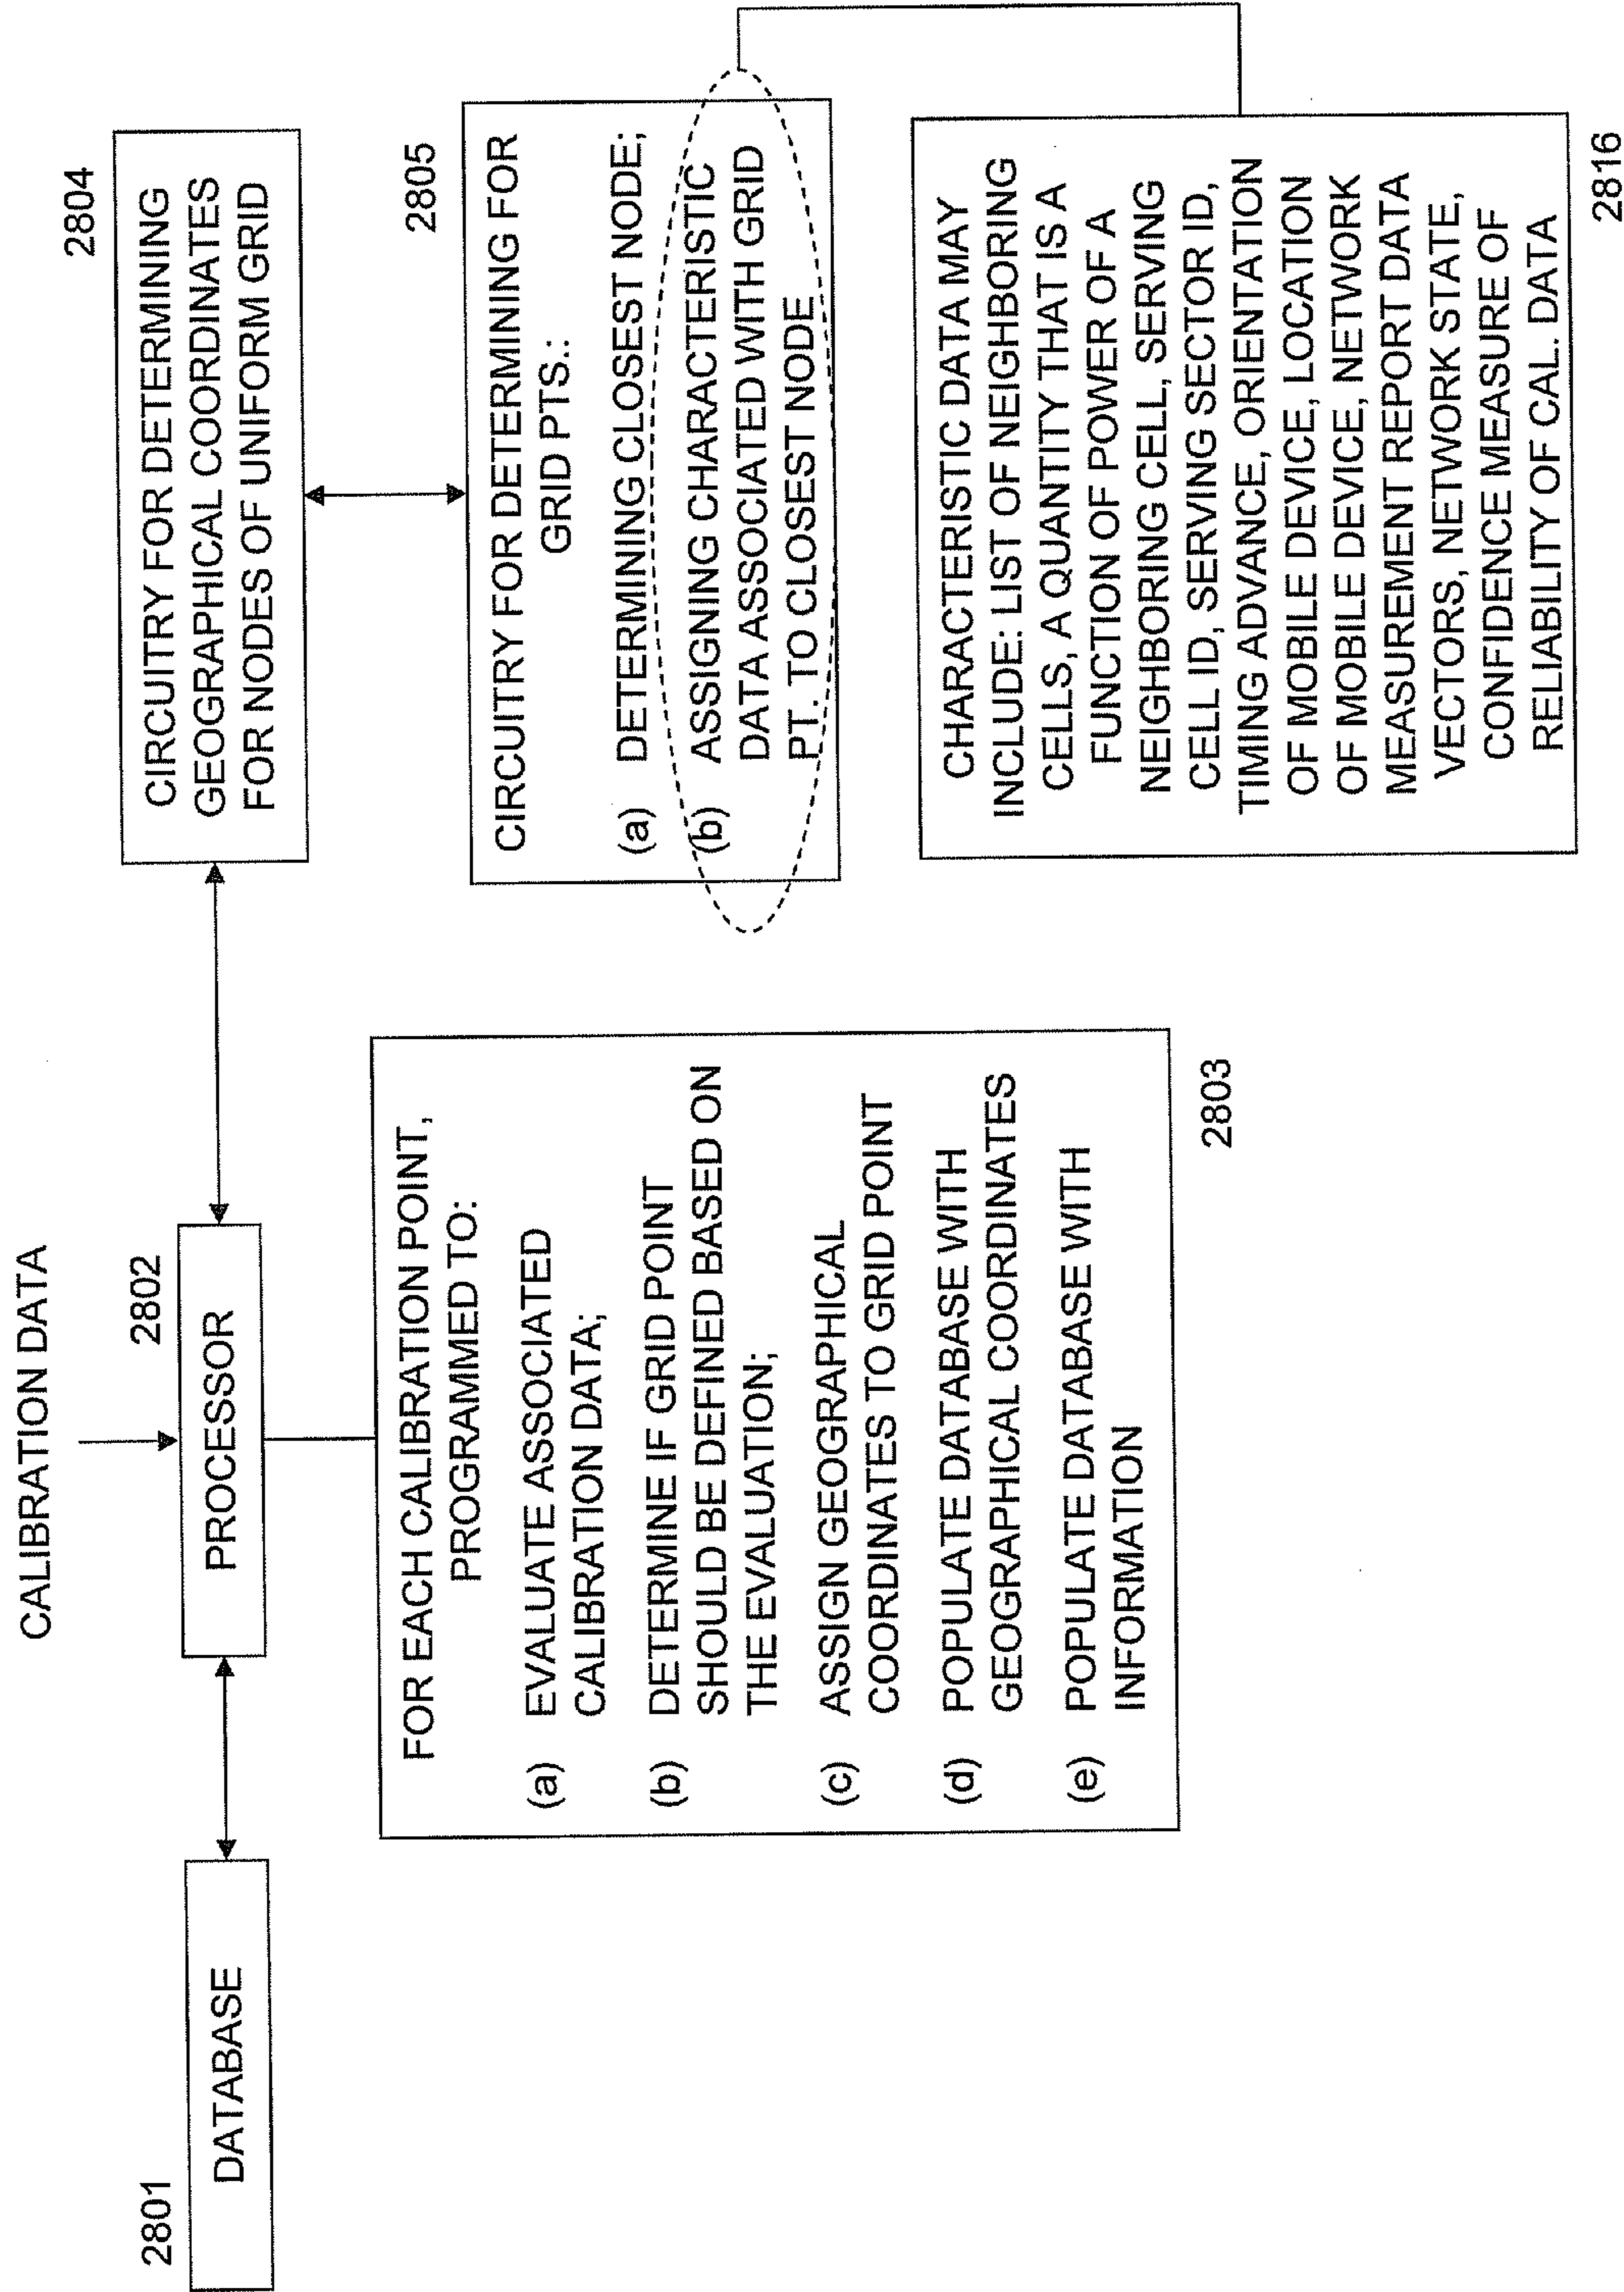 CALIBRATION DATA
2801
DATABASE
2802
PROCESSOR
2803
FOR EACH CALIBRATION POINT,
PROGRAMMED TO:
(a) EVALUATE ASSOCIATED
CALIBRATION DATA;
(b) DETERMINE IF GRID POINT
SHOULD BE DEFINED BASED ON
THE EVALUATION;
(c) ASSIGN GEOGRAPHICAL
COORDINATES TO GRID POINT
(d) POPULATE DATABASE WITH
GEOGRAPHICAL COORDINATES
(e) POPULATE DATABASE WITH
INFORMATION
2804
CIRCUITRY FOR DETERMINING
GEOGRAPHICAL COORDINATES
FOR NODES OF UNIFORM GRID
2805
CIRCUITRY FOR DETERMINING FOR
GRID PTS.:
(a) DETERMINING CLOSEST NODE;
(b) ASSIGNING CHARACTERISTIC
DATA ASSOCIATED WITH GRID
PT. TO CLOSEST NODE
CHARACTERISTIC DATA MAY
INCLUDE: LIST OF NEIGHBORING
CELLS, A QUANTITY THAT IS A
FUNCTION OF POWER OF A
NEIGHBORING CELL, SERVING
CELL ID, SERVING SECTOR ID,
TIMING ADVANCE, ORIENTATION
OF MOBILE DEVICE, LOCATION
OF MOBILE DEVICE, NETWORK
MEASUREMENT REPORT DATA
VECTORS, NETWORK STATE,
CONFIDENCE MEASURE OF
RELIABILITY OF CAL. DATA
2816